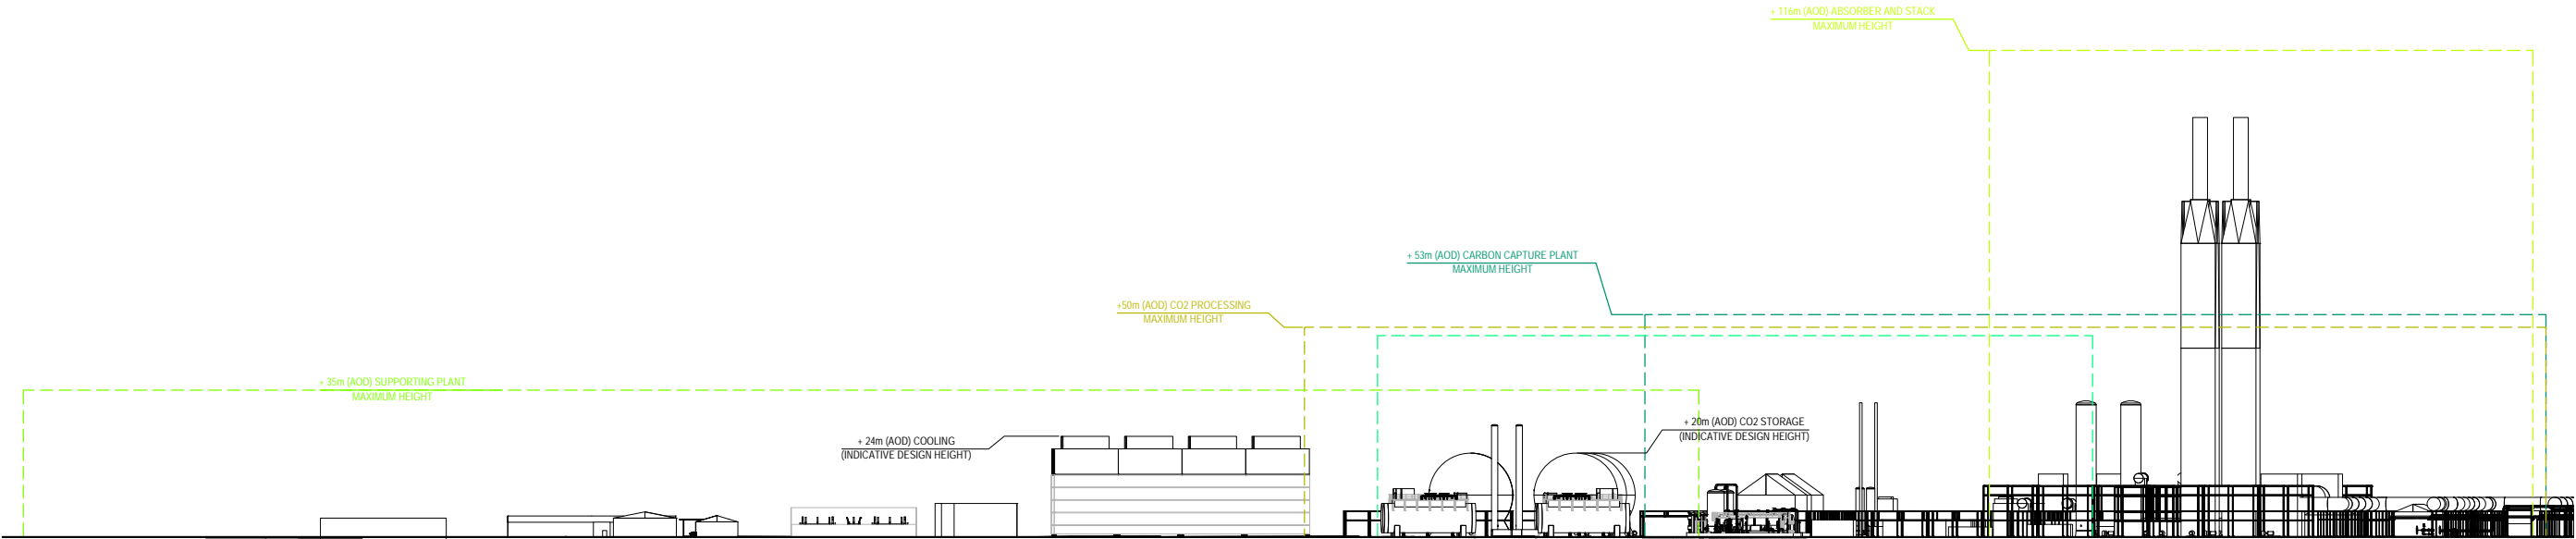 + 116m (AOD) ABSORBER AND STACK
MAXIMUM HEIGHT
+ 53m (AOD) CARBON CAPTURE PLANT
MAXIMUM HEIGHT
+50m (AOD) CO2 PROCESSING
MAXIMUM HEIGHT
+ 35m (AOD) SUPPORTING PLANT
MAXIMUM HEIGHT
+ 24m (AOD) COOLING
(INDICATIVE DESIGN HEIGHT)
+ 20m (AOD) CO2 STORAGE
(INDICATIVE DESIGN HEIGHT)